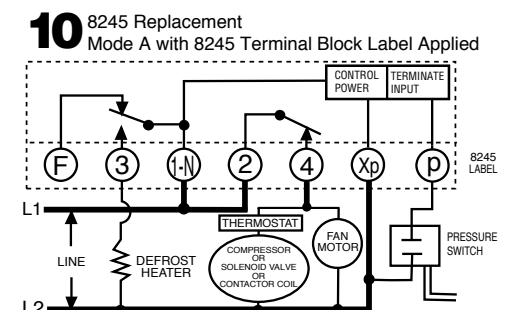 10 8245 Replacement
Mode A with 8245 Terminal Block Label Applied
CONTROL POWER
TERMINATE INPUT
F 3 1-N 2 4 Xp p
8245
LABEL
L1
THERMOSTAT
FAN
MOTOR
PRESSURE
SWITCH
LINE
DEFROST
HEATER
COMPRESSOR
OR
SOLENOID VALVE
OR
CONTACTOR COIL
L2